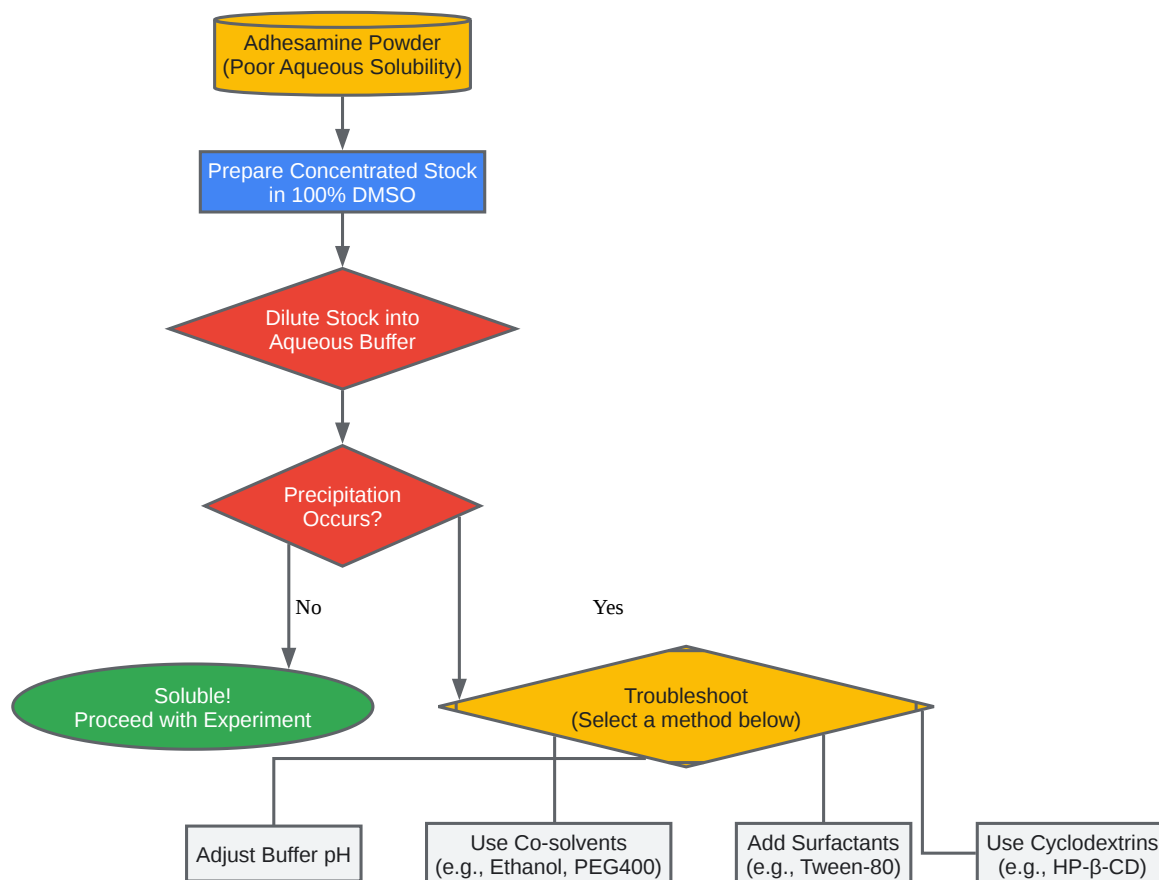 Adhesamine Powder
(Poor Aqueous Solubility)
Prepare Concentrated Stock
in 100% DMSO
Dilute Stock into
Aqueous Buffer
Precipitation
Occurs?
No
Yes
Soluble!
Proceed with Experiment
Troubleshoot
(Select a method below)
Adjust Buffer pH
Use Co-solvents
(e.g., Ethanol, PEG400)
Add Surfactants
(e.g., Tween-80)
Use Cyclodextrins
(e.g., HP-β-CD)